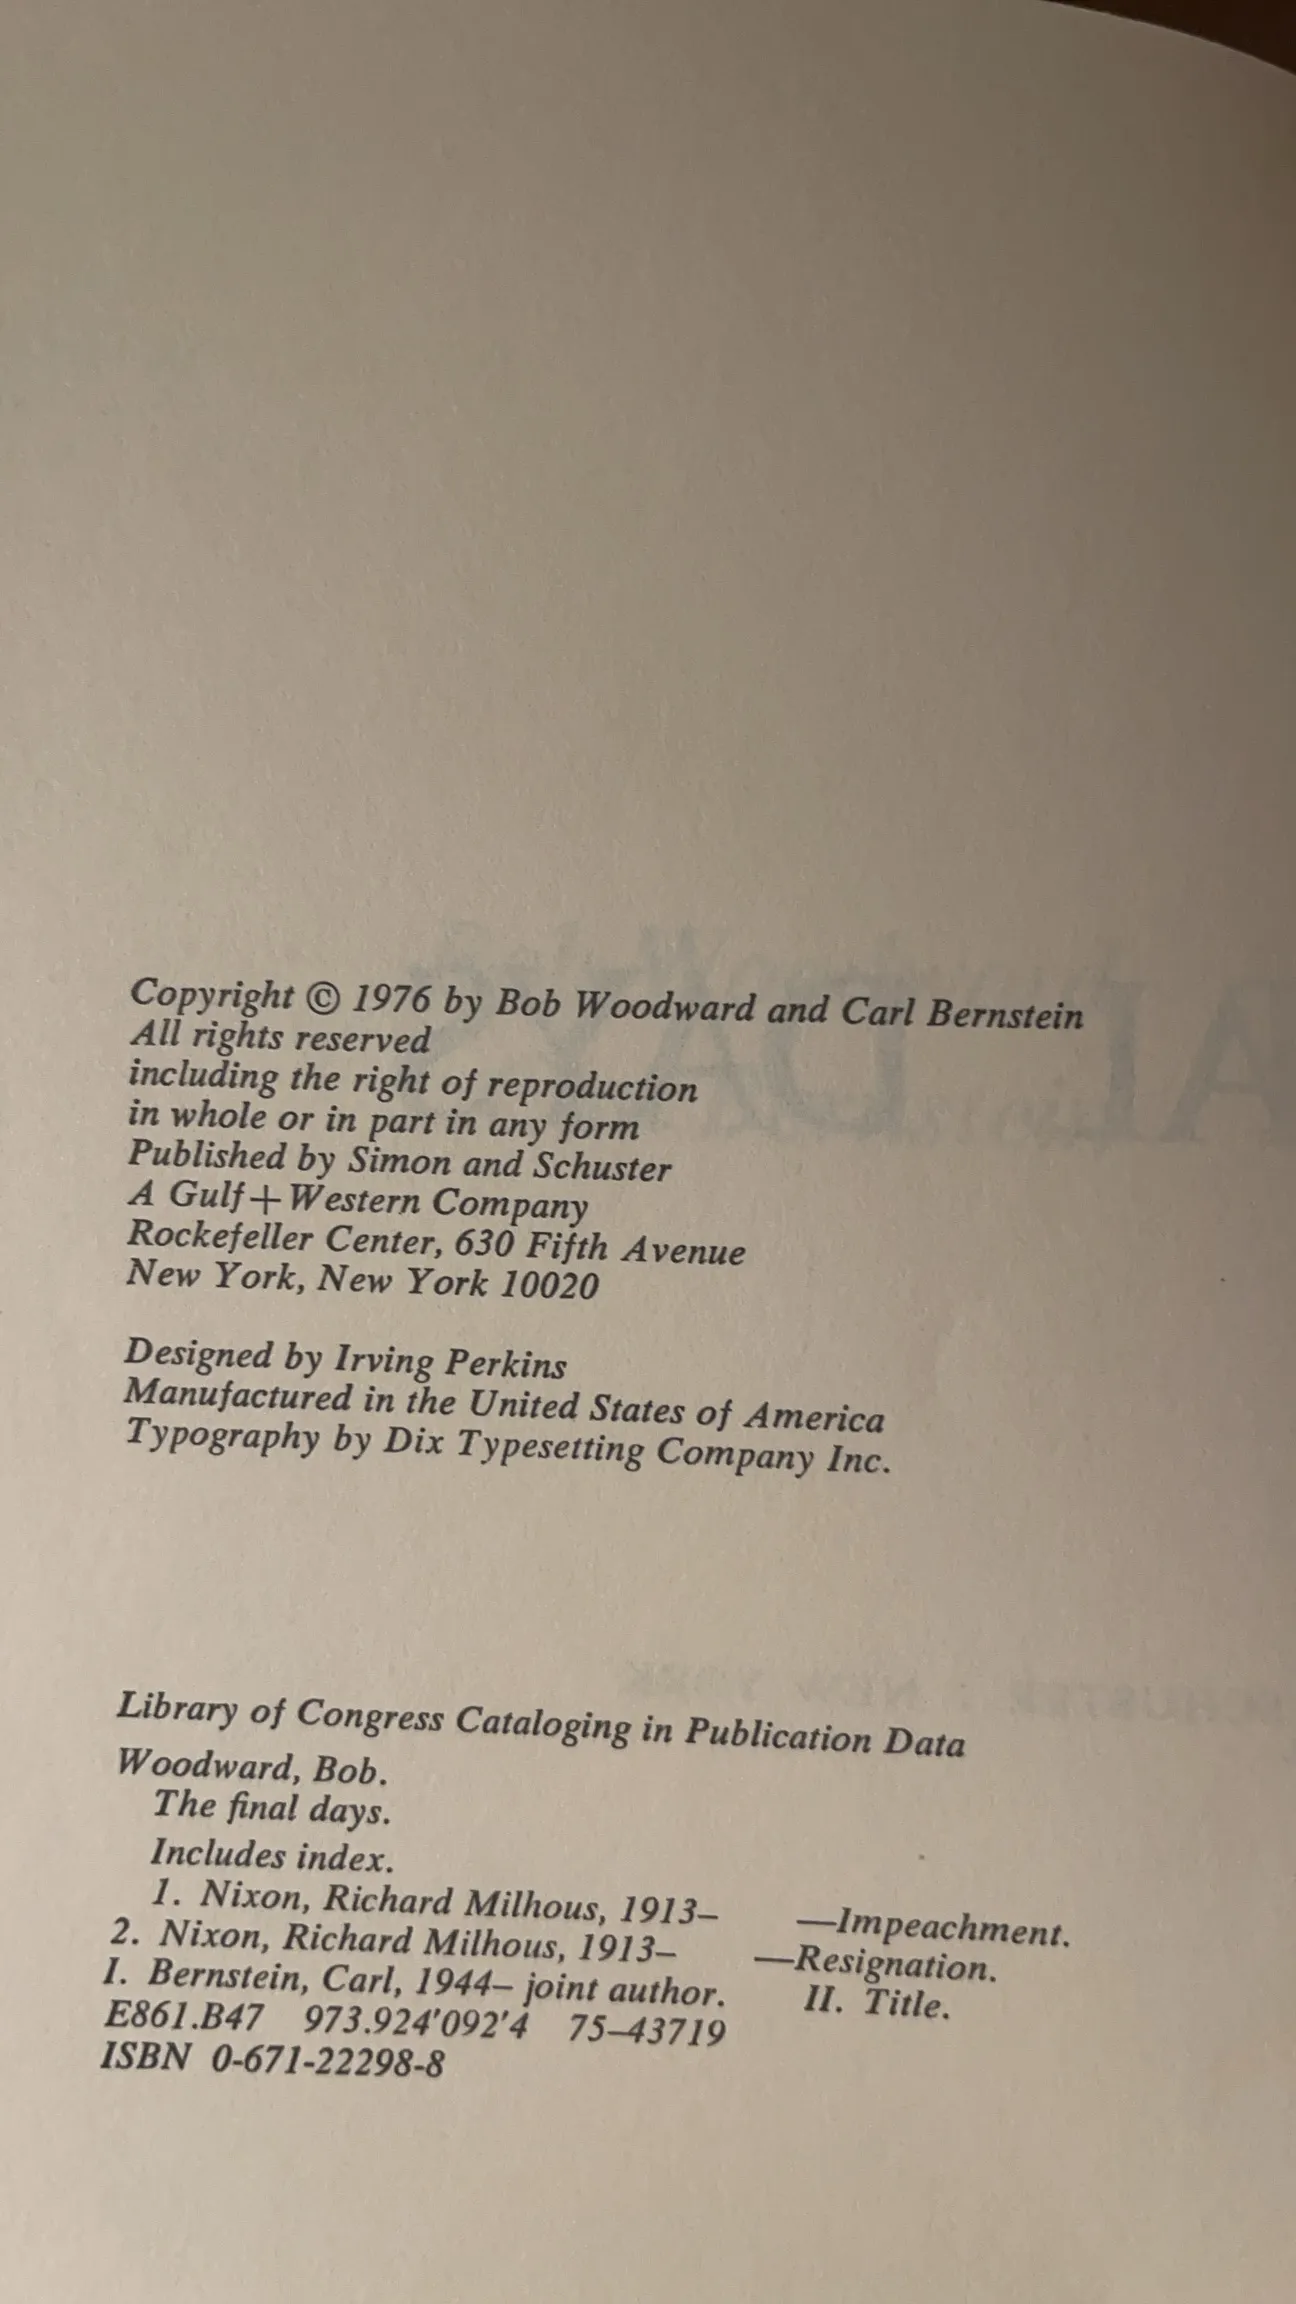 Copyright © 1976 by Bob Woodward and Carl Bernstein
All rights reserved
including the right of reproduction
in whole or in part in any form
Published by Simon and Schuster
A Gulf+Western Company
Rockefeller Center, 630 Fifth Avenue
New York, New York 10020
Designed by Irving Perkins
Manufactured in the United States of America
Typography by Dix Typesetting Company Inc.
Library of Congress Cataloging in Publication Data
Woodward, Bob.
The final days.
Includes index.
1. Nixon, Richard Milhous, 1913– —Impeachment.
2. Nixon, Richard Milhous, 1913– —Resignation.
I. Bernstein, Carl, 1944– joint author. II. Title.
E861.B47 973.924'092'4 75–43719
ISBN 0-671-22298-8